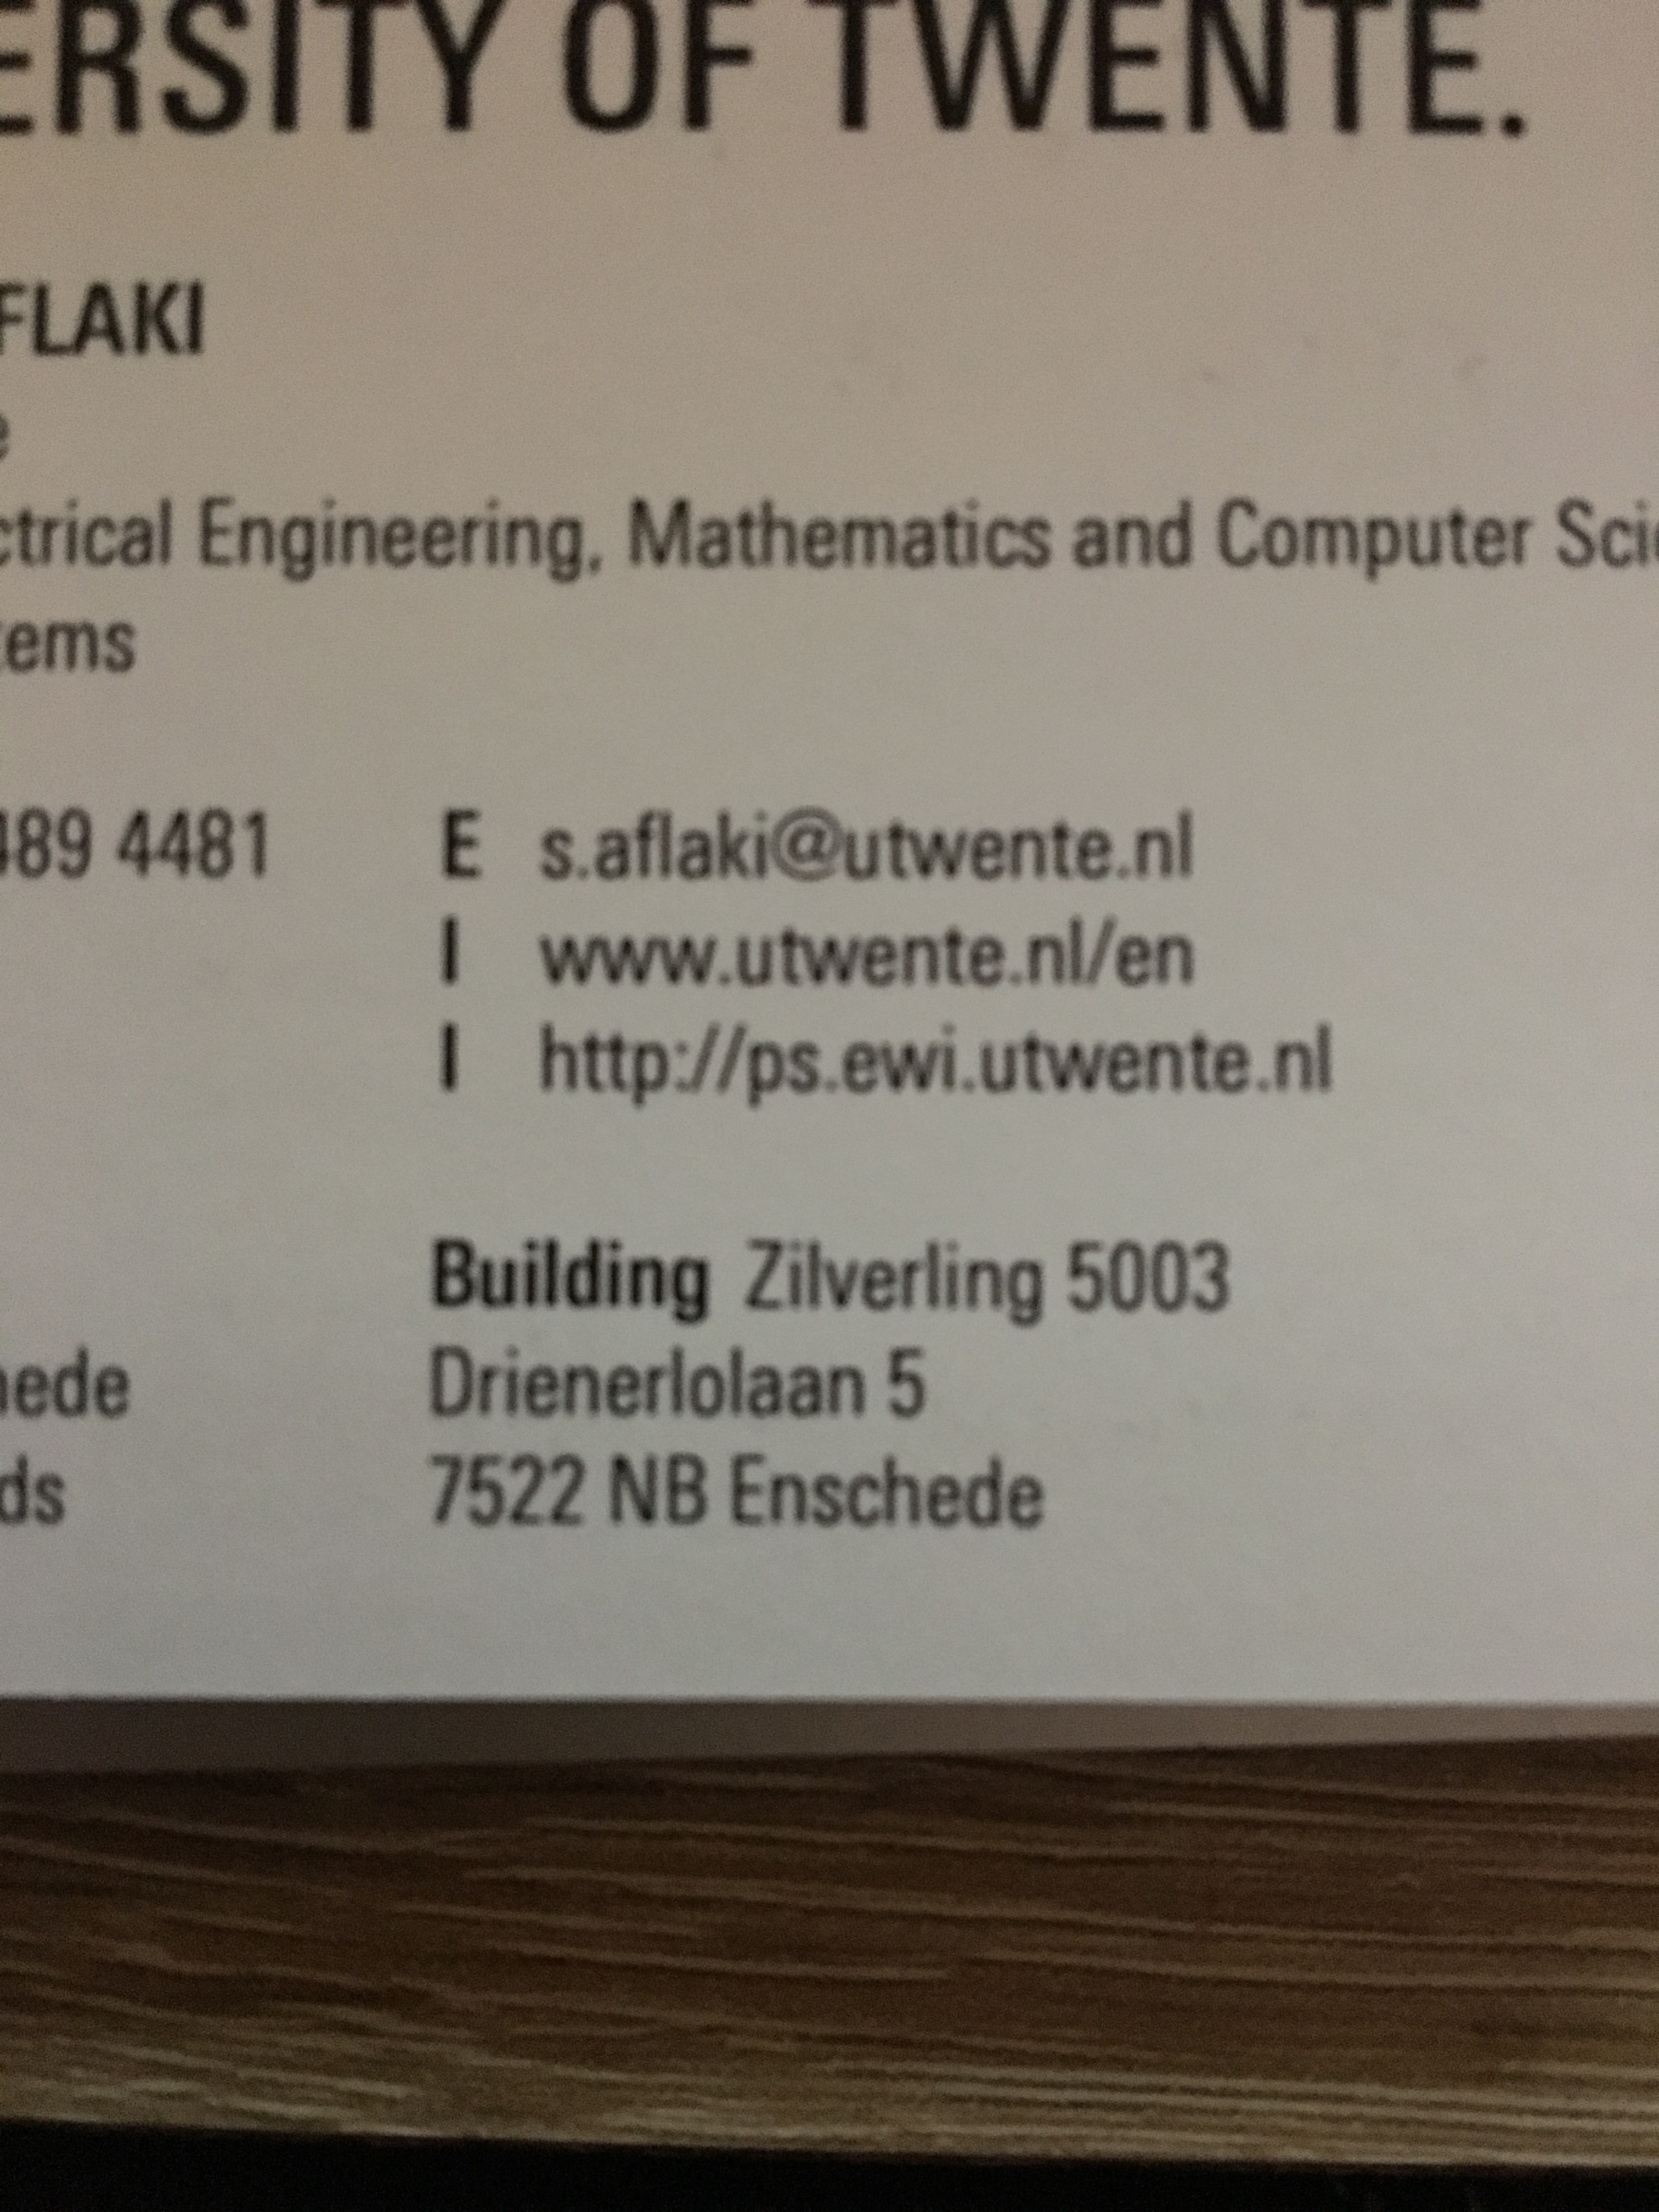 ERSITY OF TWENTE.
FLAKI
e
ctrical Engineering, Mathematics and Computer Sci
tems
489 4481 E s.aflaki@utwente.nl
I www.utwente.nl/en
I http://ps.ewi.utwente.nl
Building Zilverling 5003
hede Drienerlolaan 5
ds 7522 NB Enschede